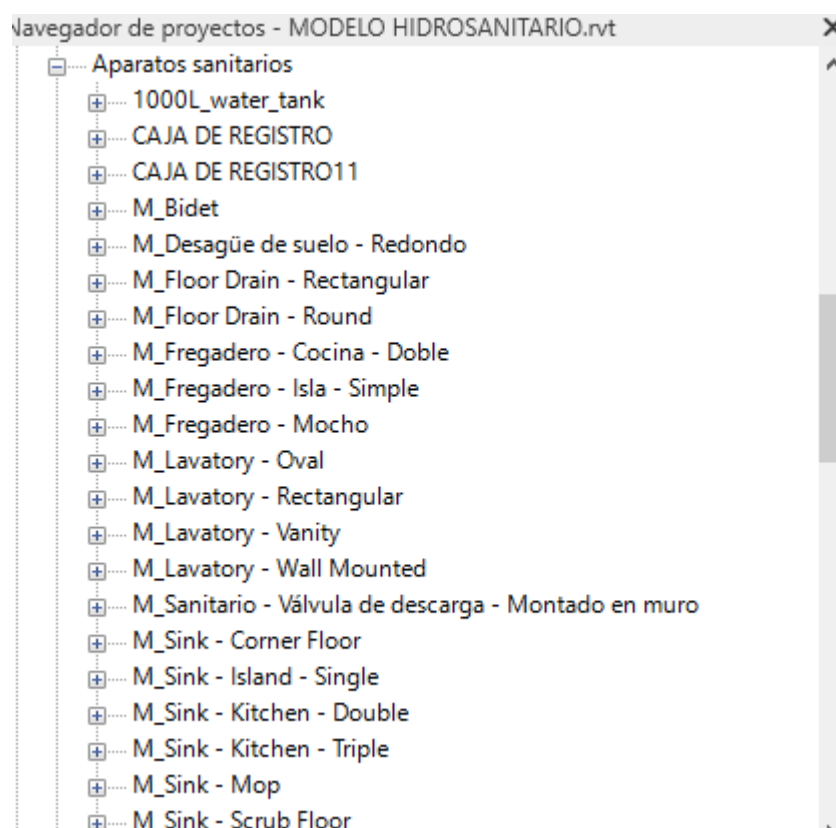 Navegador de proyectos - MODELO HIDROSANITARIO.rvt
Aparatos sanitarios
1000L_water_tank
CAJA DE REGISTRO
CAJA DE REGISTRO11
M_Bidet
M_Desagüe de suelo - Redondo
M_Floor Drain - Rectangular
M_Floor Drain - Round
M_Fregadero - Cocina - Doble
M_Fregadero - Isla - Simple
M_Fregadero - Mocho
M_Lavatory - Oval
M_Lavatory - Rectangular
M_Lavatory - Vanity
M_Lavatory - Wall Mounted
M_Sanitario - Válvula de descarga - Montado en muro
M_Sink - Corner Floor
M_Sink - Island - Single
M_Sink - Kitchen - Double
M_Sink - Kitchen - Triple
M_Sink - Mop
M_Sink - Scrub Floor